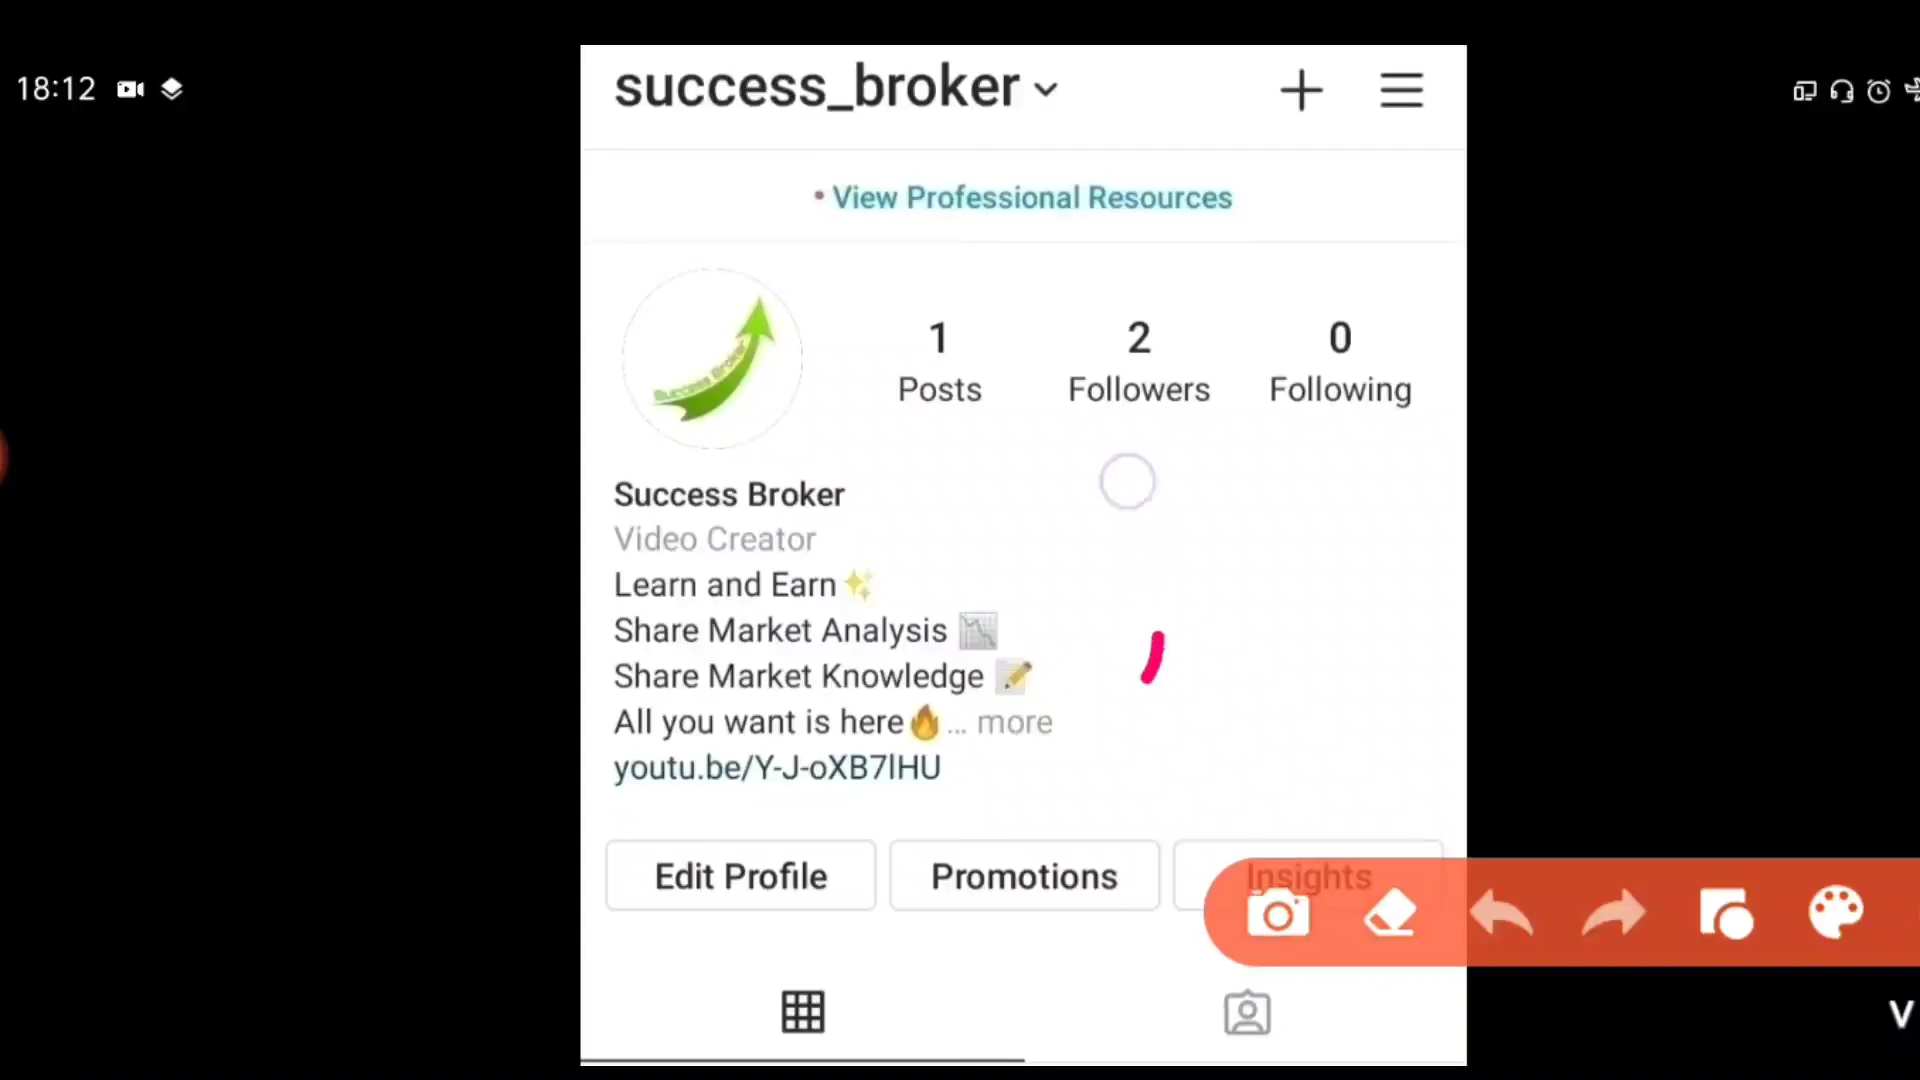 18:12
success_broker
View Professional Resources
1
Posts
2
Followers
0
Following
Success Broker
Success Broker
Video Creator
Learn and Earn✨
Share Market Analysis 📉
Share Market Knowledge 📝
All you want is here🔥... more
youtu.be/Y-J-oXB7lHU
Edit Profile
Promotions
Insights
V